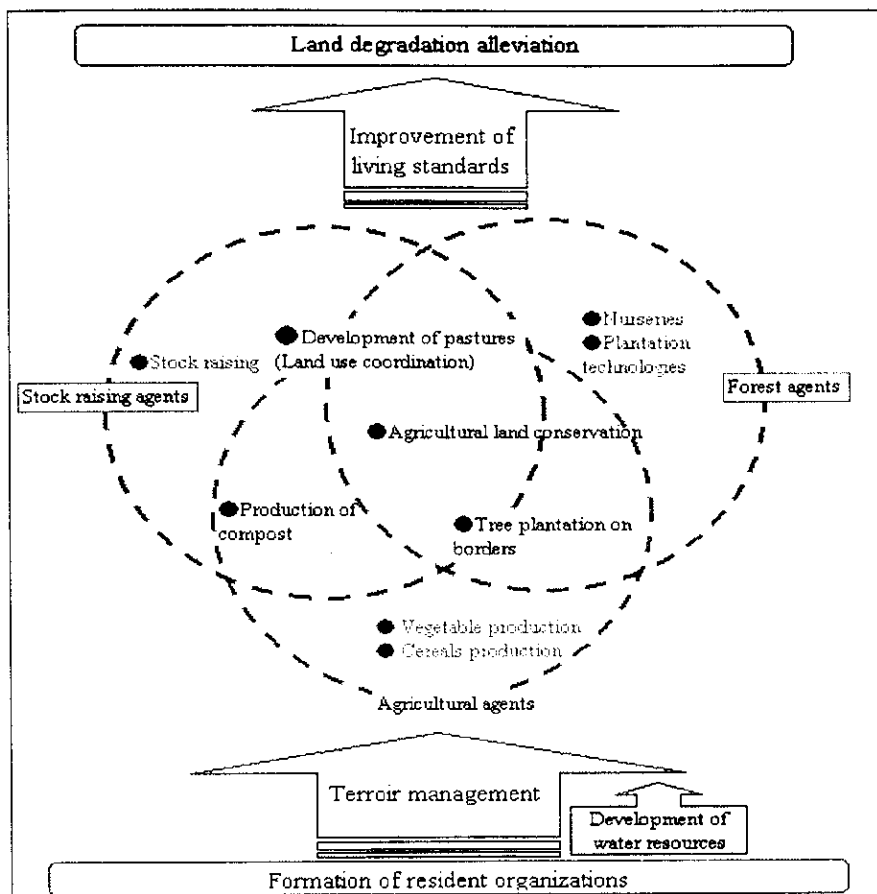 Land degradation alleviation
Improvement of
living standards
Nurseries
Plantation
technologies
Development of pastures
(Land use coordination)
Stock raising
Stock raising agents
Forest agents
Agricultural land conservation
Production of
compost
Tree plantation on
borders
Vegetable production
Cereals production
Agricultural agents
Terroir management
Development of
water resources
Formation of resident organizations